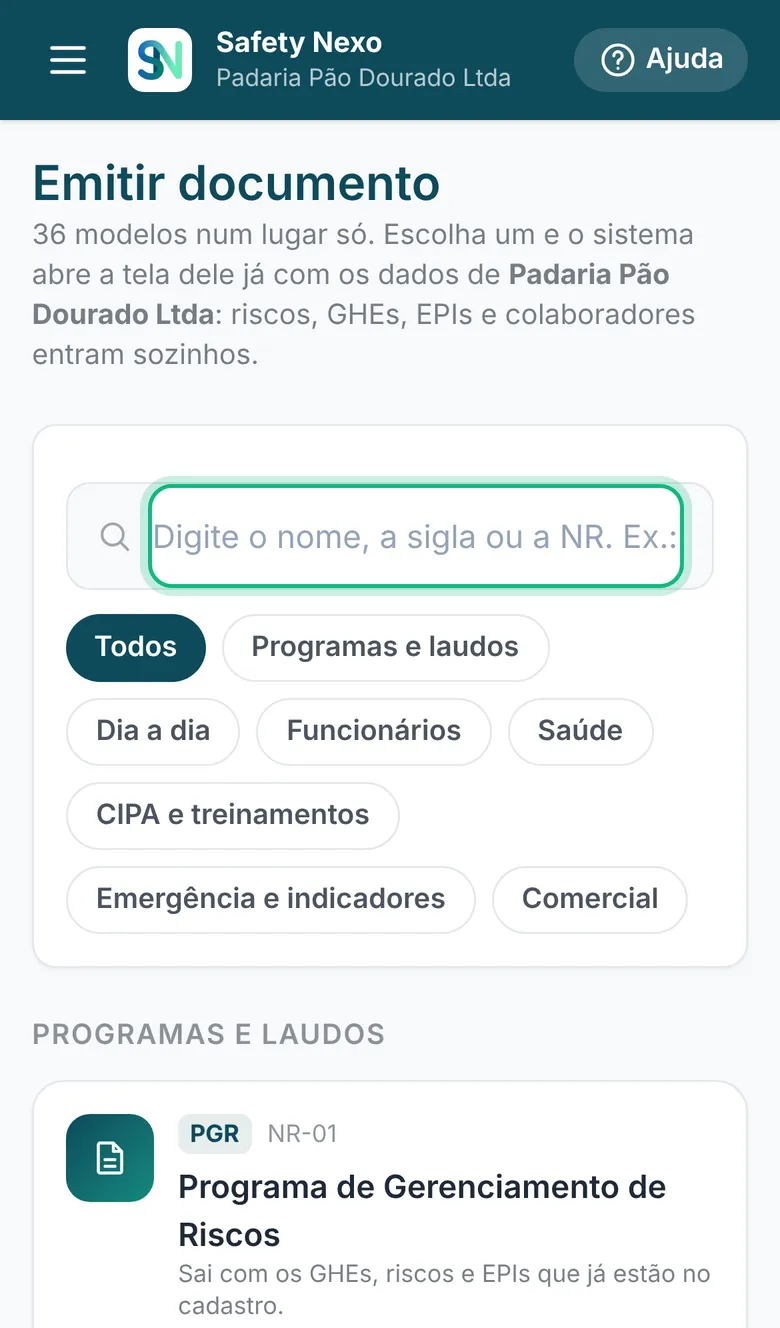 SN
Safety Nexo
Padaria Pão Dourado Ltda
Ajuda
Emitir documento
36 modelos num lugar só. Escolha um e o sistema
abre a tela dele já com os dados de Padaria Pão
Dourado Ltda: riscos, GHEs, EPIs e colaboradores
entram sozinhos.
Digite o nome, a sigla ou a NR. Ex.:
Todos
Programas e laudos
Dia a dia
Funcionários
Saúde
CIPA e treinamentos
Emergência e indicadores
Comercial
PROGRAMAS E LAUDOS
PGR NR-01
Programa de Gerenciamento de
Riscos
Sai com os GHEs, riscos e EPIs que já estão no
cadastro.